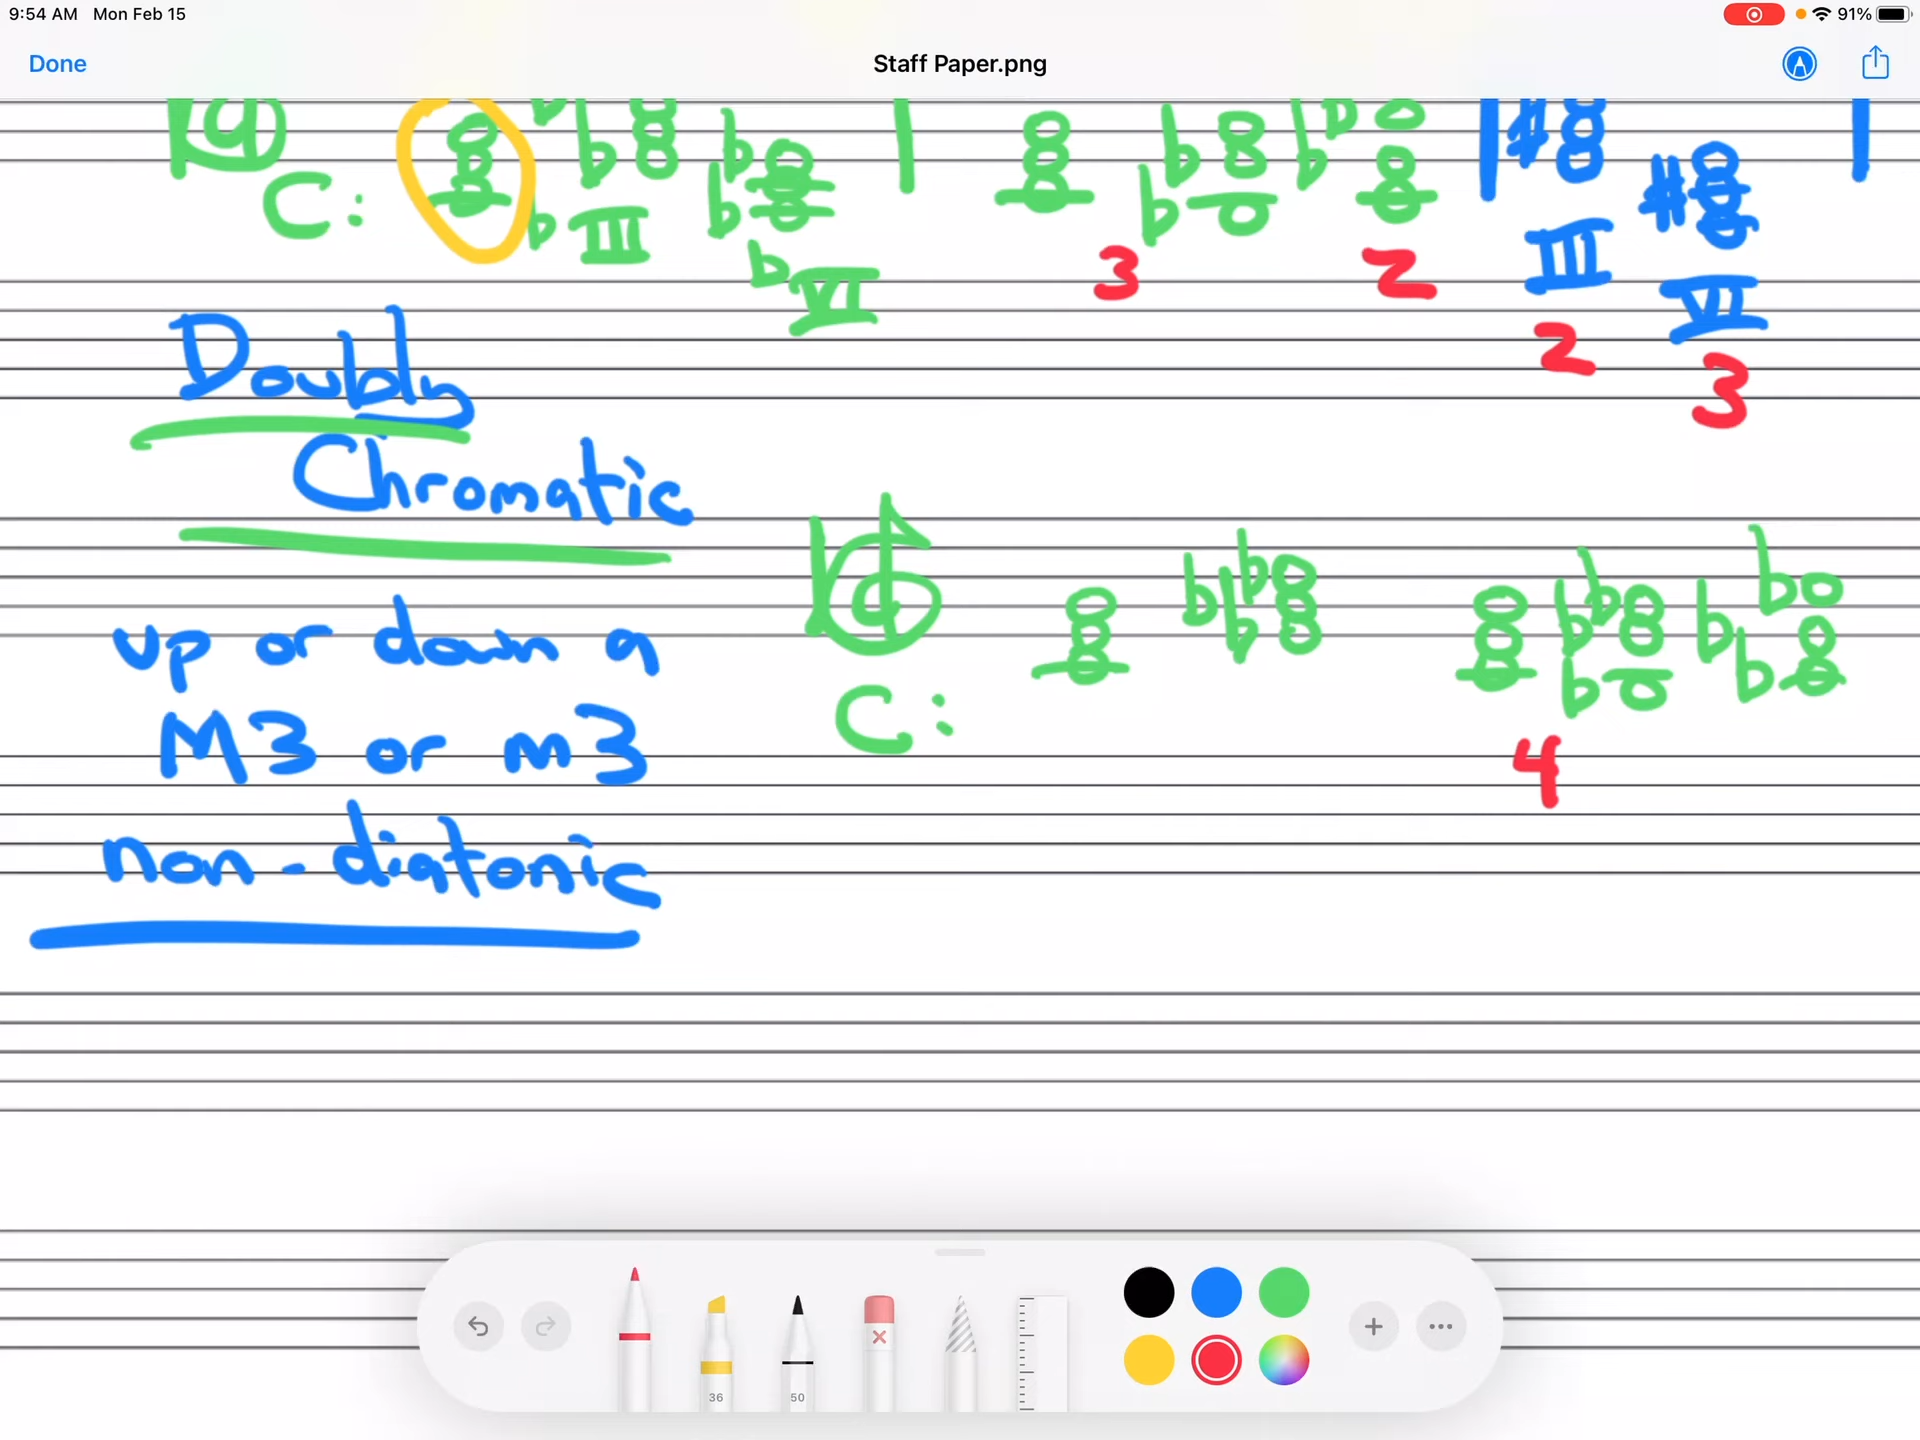 9:54 AM Mon Feb 15
91%
Done
Staff Paper.png
C:
♭III
♭VI
3
2
III
VI
2
3
Doubly
Chromatic
up or down a
M3 or m3
non-diatonic
C:
4
36
50